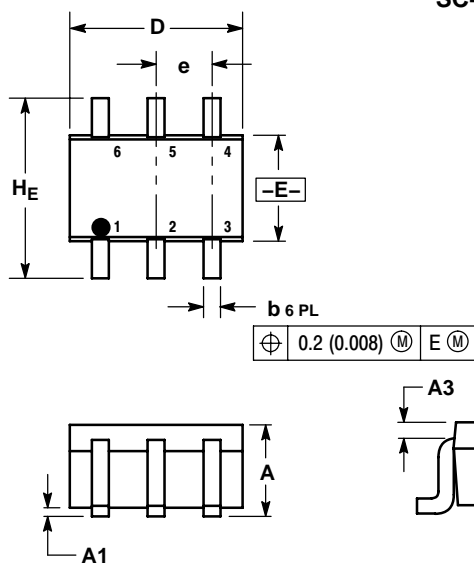 SC-
D
e
6 5 4
HE
–E–
1 2 3
b 6 PL
⌖ 0.2 (0.008) Ⓜ E Ⓜ
A3
A
A1